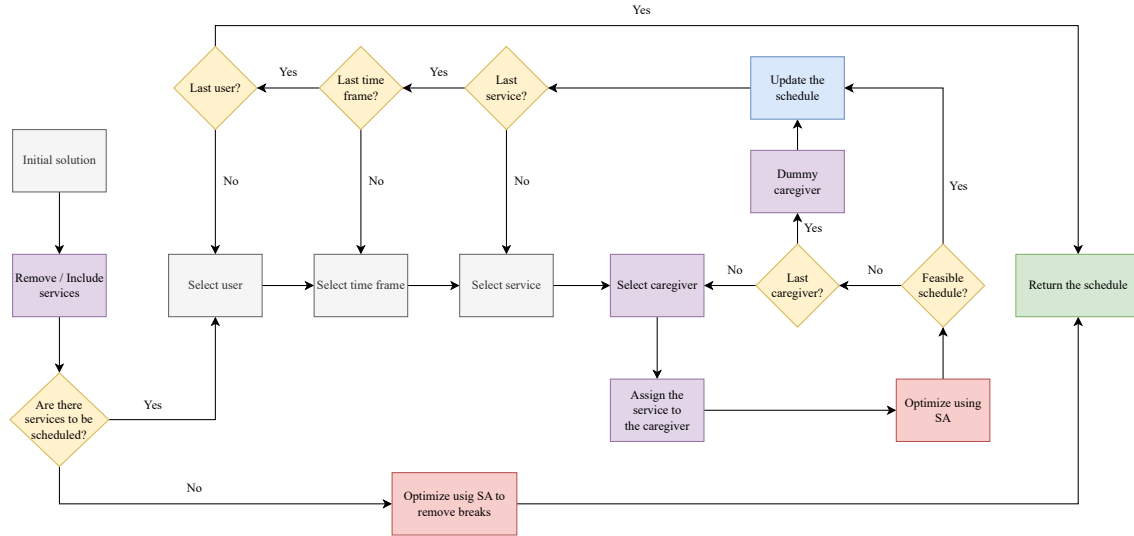 Yes
Last user?
Yes
Last time
frame?
Yes
Last
service?
Update the
schedule
Initial solution
No
No
No
Dummy
caregiver
Yes
Yes
Remove / Include
services
Select user
Select time frame
Select service
Select caregiver
No
Last
caregiver?
No
Feasible
schedule?
Return the schedule
Are there
services to be
scheduled?
Yes
Assign the
service to
the caregiver
Optimize using
SA
No
Optimize usig SA to
remove breaks